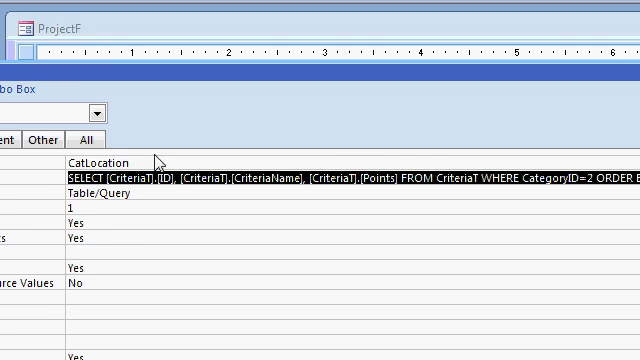 ProjectF
1 2 3 4 5 6
bo Box
ent Other All
CatLocation
SELECT [CriteriaT].[ID], [CriteriaT].[CriteriaName], [CriteriaT].[Points] FROM CriteriaT WHERE CategoryID=2 ORDER B
Table/Query
1
Yes
ts Yes
Yes
urce Values No
Yes